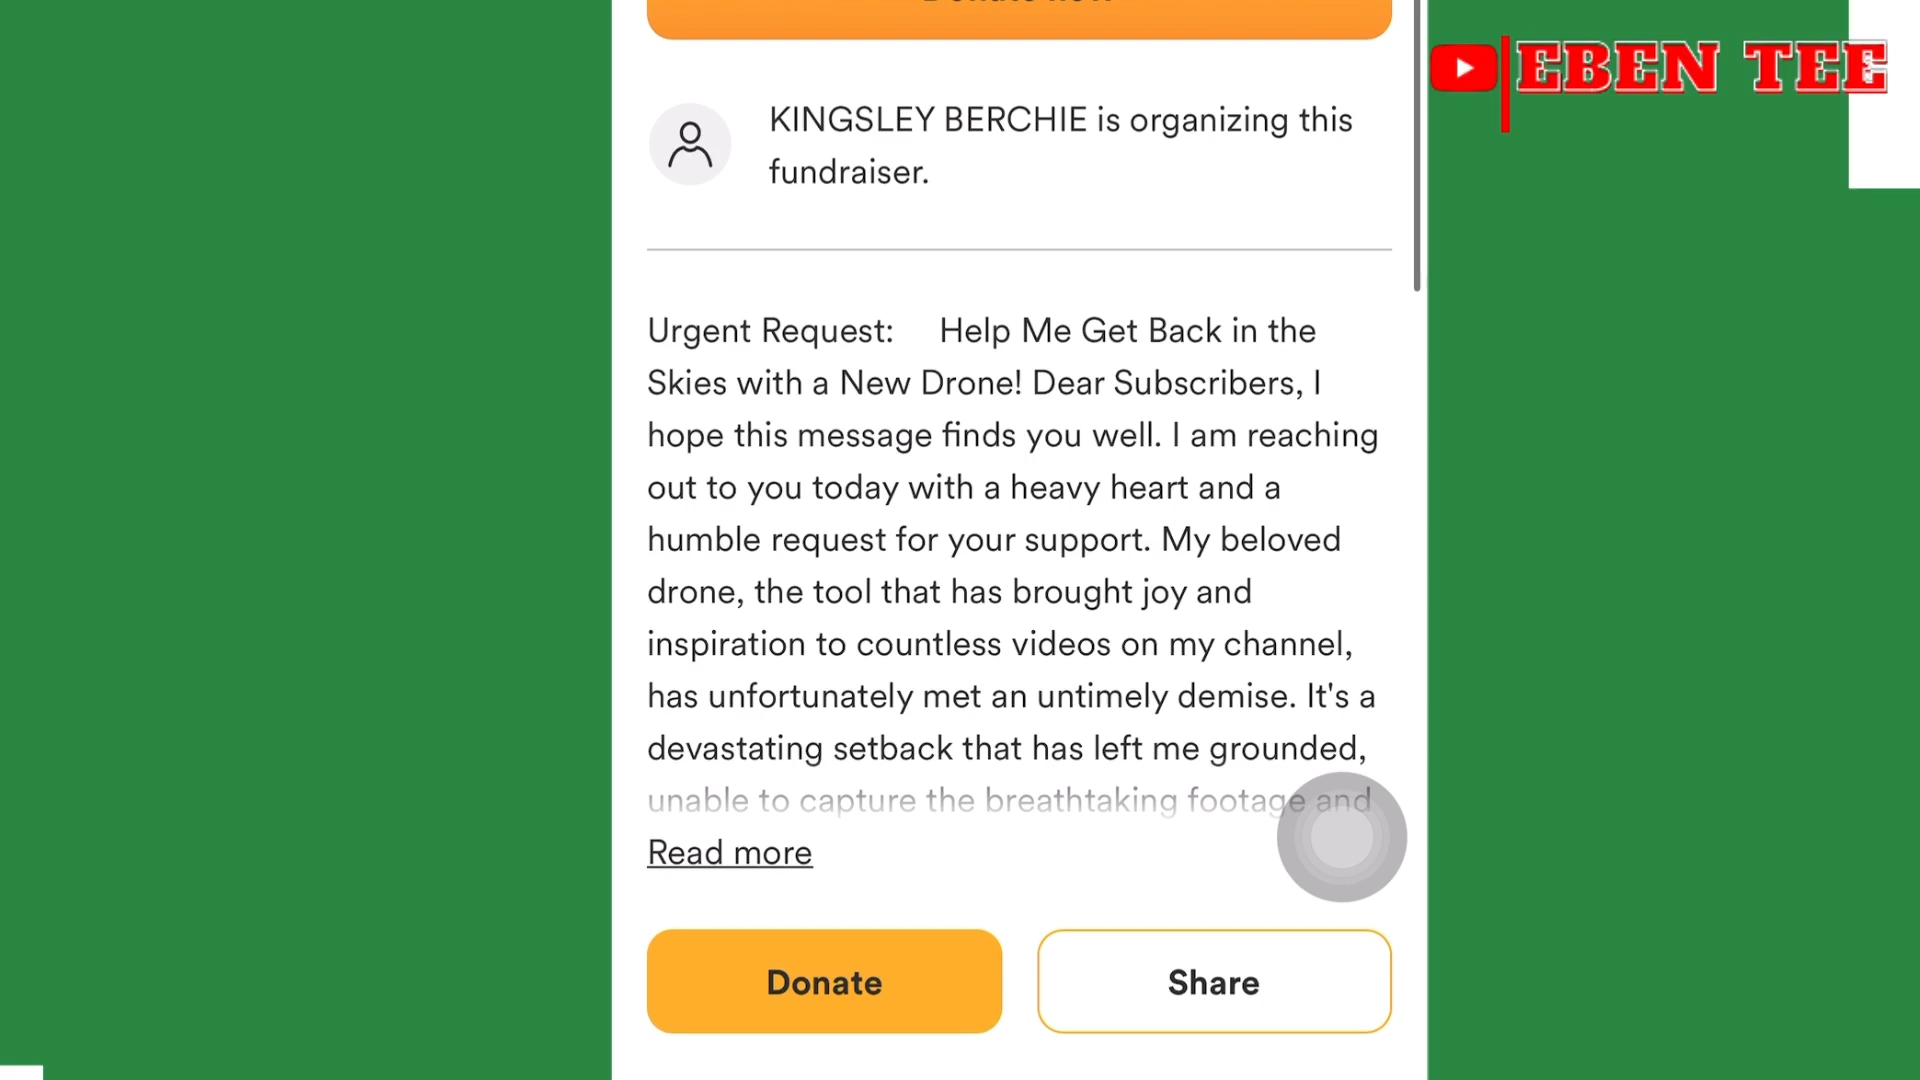 EBEN TEE
KINGSLEY BERCHIE is organizing this
fundraiser.
Urgent Request: Help Me Get Back in the
Skies with a New Drone! Dear Subscribers, I
hope this message finds you well. I am reaching
out to you today with a heavy heart and a
humble request for your support. My beloved
drone, the tool that has brought joy and
inspiration to countless videos on my channel,
has unfortunately met an untimely demise. It's a
devastating setback that has left me grounded,
unable to capture the breathtaking footage and
Read more
Donate
Share